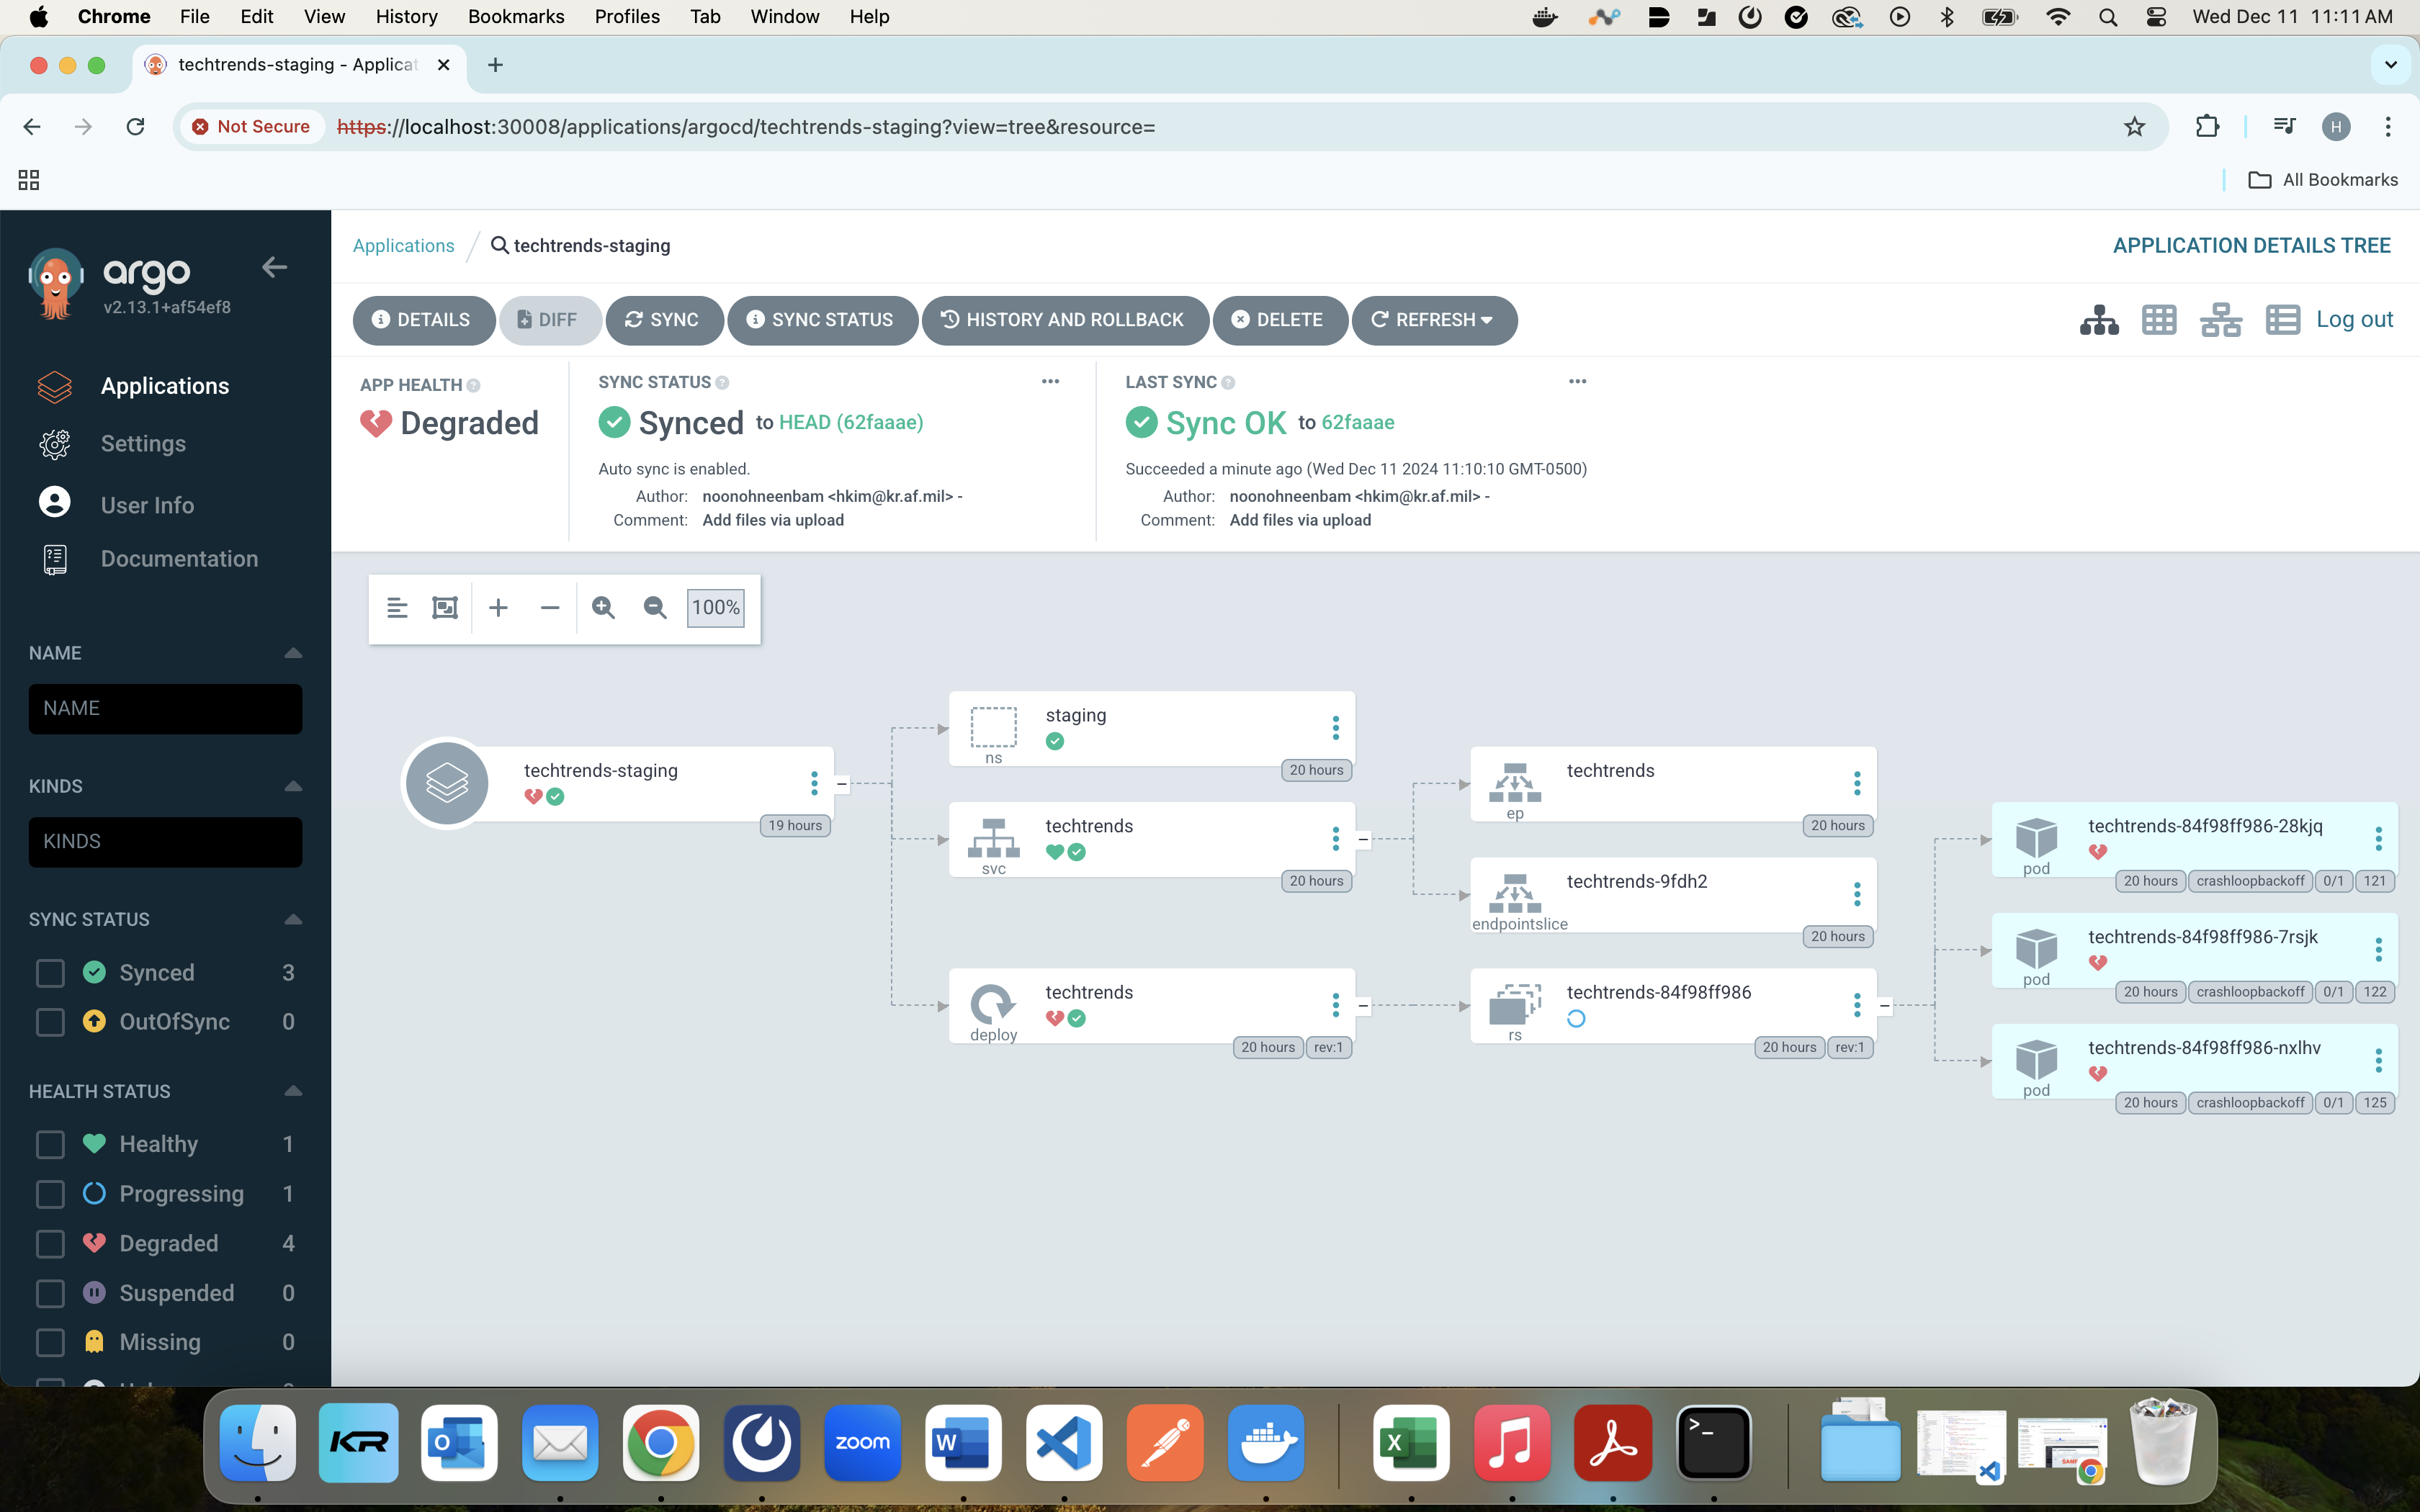 Chrome File Edit View History Bookmarks Profiles Tab Window Help Wed Dec 11 11:11 AM
techtrends-staging - Applicat
Not Secure https://localhost:30008/applications/argocd/techtrends-staging?view=tree&resource= H
All Bookmarks
argo
v2.13.1+af54ef8
Applications
Settings
User Info
Documentation
NAME
NAME
KINDS
KINDS
SYNC STATUS
Synced 3
OutOfSync 0
HEALTH STATUS
Healthy 1
Progressing 1
Degraded 4
Suspended 0
Missing 0
Applications / techtrends-staging APPLICATION DETAILS TREE
DETAILS DIFF SYNC SYNC STATUS HISTORY AND ROLLBACK DELETE REFRESH Log out
APP HEALTH
Degraded
SYNC STATUS
Synced to HEAD (62faaae)
Auto sync is enabled.
Author: noonohneenbam <hkim@kr.af.mil> -
Comment: Add files via upload
LAST SYNC
Sync OK to 62faaae
Succeeded a minute ago (Wed Dec 11 2024 11:10:10 GMT-0500)
Author: noonohneenbam <hkim@kr.af.mil> -
Comment: Add files via upload
100%
techtrends-staging
19 hours
staging
ns
20 hours
techtrends
svc
20 hours
techtrends
deploy
20 hours rev:1
techtrends
ep
20 hours
techtrends-9fdh2
endpointslice
20 hours
techtrends-84f98ff986
rs
20 hours rev:1
techtrends-84f98ff986-28kjq
pod
20 hours crashloopbackoff 0/1 121
techtrends-84f98ff986-7rsjk
pod
20 hours crashloopbackoff 0/1 122
techtrends-84f98ff986-nxlhv
pod
20 hours crashloopbackoff 0/1 125
KR O zoom W X >_